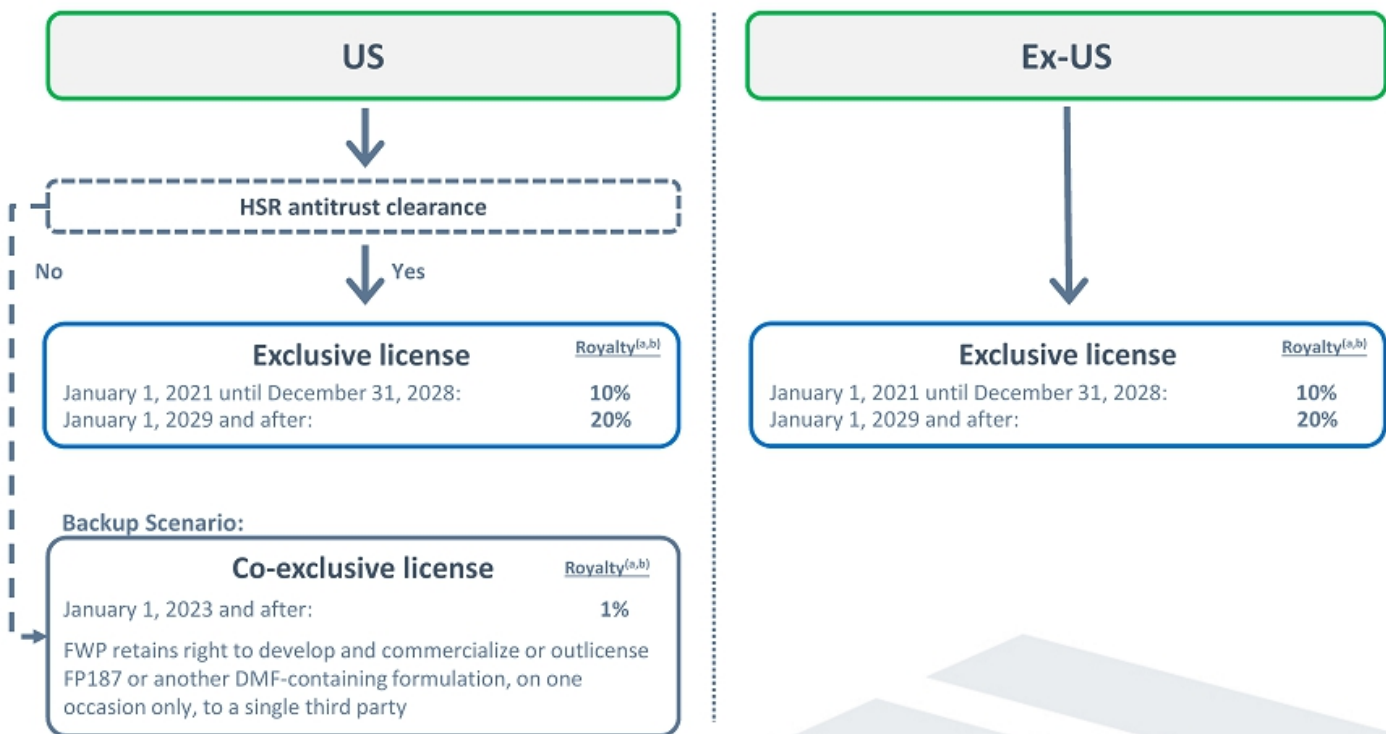 US
HSR antitrust clearance
No
Yes
Exclusive license Royalty(a,b)
January 1, 2021 until December 31, 2028: 10%
January 1, 2029 and after: 20%
Backup Scenario:
Co-exclusive license Royalty(a,b)
January 1, 2023 and after: 1%
FWP retains right to develop and commercialize or outlicense
FP187 or another DMF-containing formulation, on one
occasion only, to a single third party
Ex-US
Exclusive license Royalty(a,b)
January 1, 2021 until December 31, 2028: 10%
January 1, 2029 and after: 20%